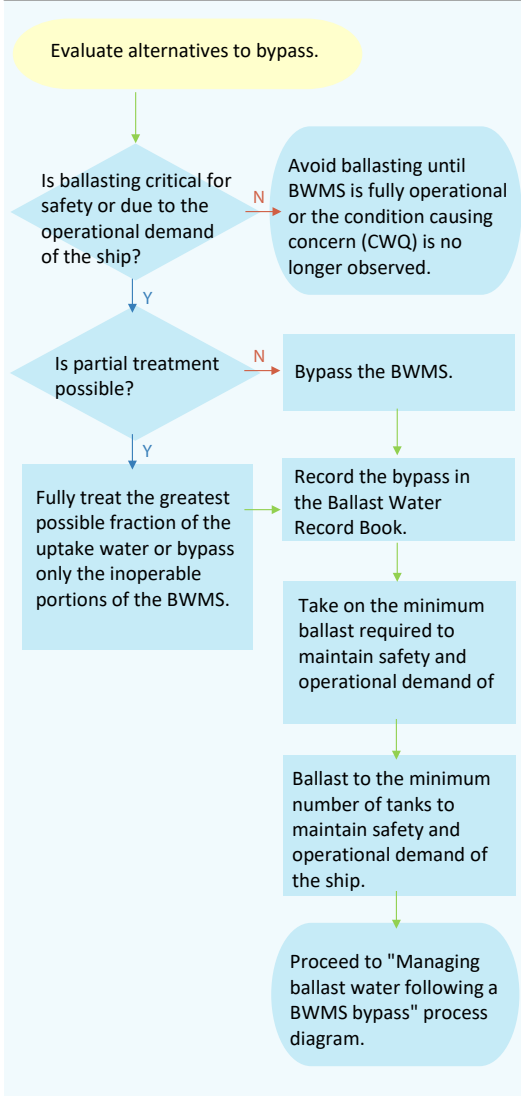 Evaluate alternatives to bypass.
Is ballasting critical for
safety or due to the
operational demand
of the ship?
N
Avoid ballasting until
BWMS is fully operational
or the condition causing
concern (CWQ) is no
longer observed.
Y
Is partial treatment
possible?
N
Bypass the BWMS.
Y
Fully treat the greatest
possible fraction of the
uptake water or bypass
only the inoperable
portions of the BWMS.
Record the bypass in
the Ballast Water
Record Book.
Take on the minimum
ballast required to
maintain safety and
operational demand of
Ballast to the minimum
number of tanks to
maintain safety and
operational demand of
the ship.
Proceed to "Managing
ballast water following a
BWMS bypass" process
diagram.